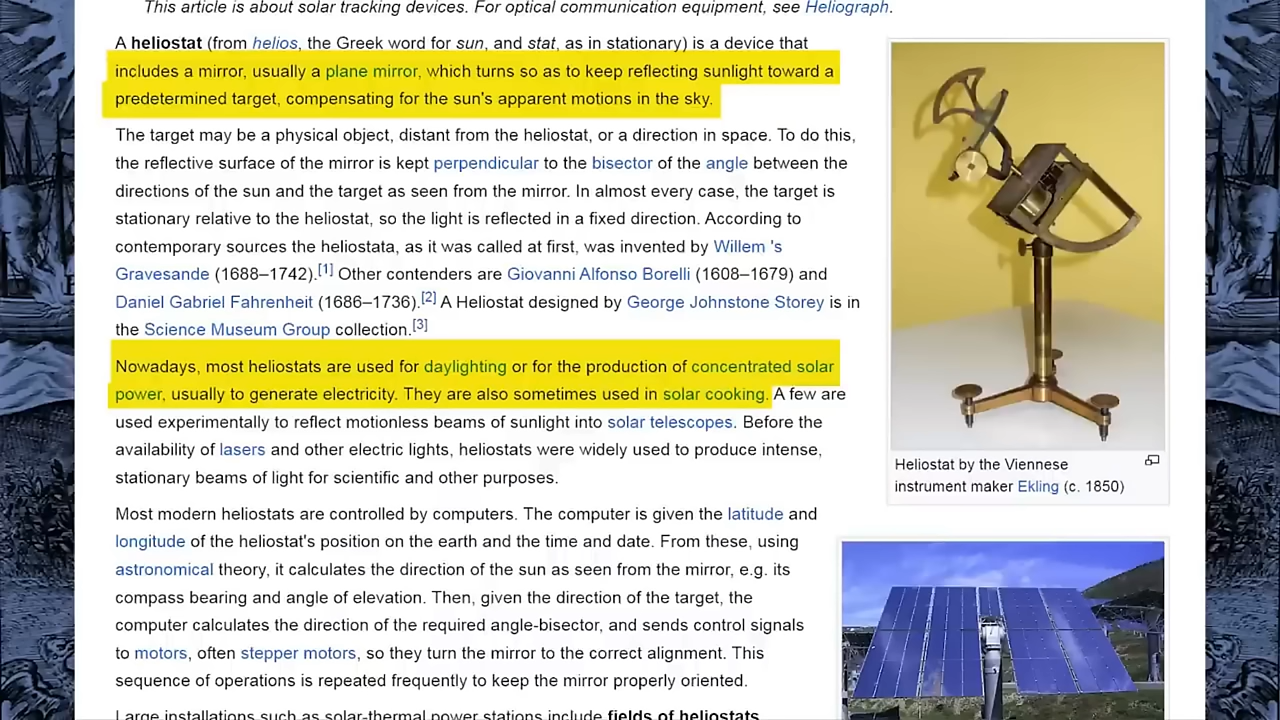 This article is about solar tracking devices. For optical communication equipment, see Heliograph.
A heliostat (from helios, the Greek word for sun, and stat, as in stationary) is a device that
includes a mirror, usually a plane mirror, which turns so as to keep reflecting sunlight toward a
predetermined target, compensating for the sun's apparent motions in the sky.
The target may be a physical object, distant from the heliostat, or a direction in space. To do this,
the reflective surface of the mirror is kept perpendicular to the bisector of the angle between the
directions of the sun and the target as seen from the mirror. In almost every case, the target is
stationary relative to the heliostat, so the light is reflected in a fixed direction. According to
contemporary sources the heliostata, as it was called at first, was invented by Willem 's
Gravesande (1688–1742).[1] Other contenders are Giovanni Alfonso Borelli (1608–1679) and
Daniel Gabriel Fahrenheit (1686–1736).[2] A Heliostat designed by George Johnstone Storey is in
the Science Museum Group collection.[3]
Nowadays, most heliostats are used for daylighting or for the production of concentrated solar
power, usually to generate electricity. They are also sometimes used in solar cooking. A few are
used experimentally to reflect motionless beams of sunlight into solar telescopes. Before the
availability of lasers and other electric lights, heliostats were widely used to produce intense,
stationary beams of light for scientific and other purposes.
Most modern heliostats are controlled by computers. The computer is given the latitude and
longitude of the heliostat's position on the earth and the time and date. From these, using
astronomical theory, it calculates the direction of the sun as seen from the mirror, e.g. its
compass bearing and angle of elevation. Then, given the direction of the target, the
computer calculates the direction of the required angle-bisector, and sends control signals
to motors, often stepper motors, so they turn the mirror to the correct alignment. This
sequence of operations is repeated frequently to keep the mirror properly oriented.
Large installations such as solar-thermal power stations include fields of heliostats
Heliostat by the Viennese
instrument maker Ekling (c. 1850)